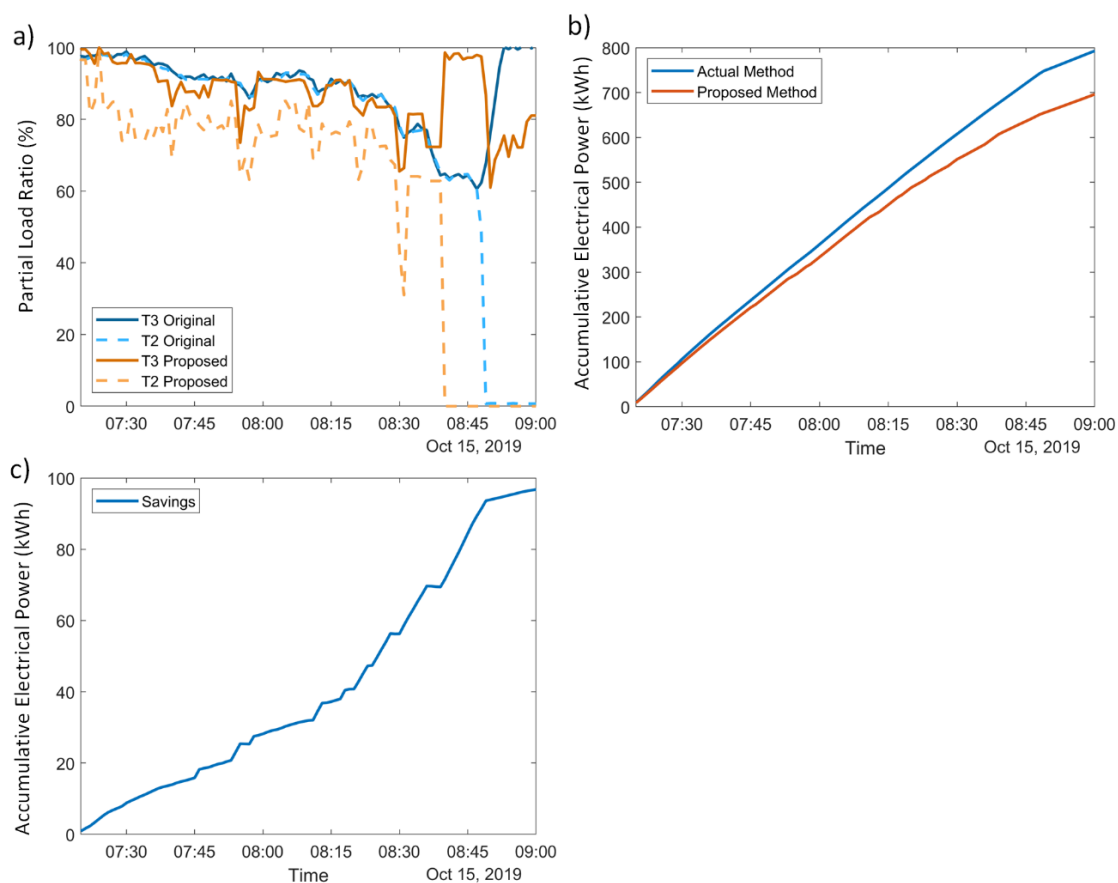 a)
Partial Load Ratio (%)
100
80
60
40
20
0
T3 Original
T2 Original
T3 Proposed
T2 Proposed
07:30 07:45 08:00 08:15 08:30 08:45 09:00
Oct 15, 2019
b)
Accumulative Electrical Power (kWh)
800
700
600
500
400
300
200
100
0
Actual Method
Proposed Method
07:30 07:45 08:00 08:15 08:30 08:45 09:00
Time Oct 15, 2019
c)
Accumulative Electrical Power (kWh)
100
80
60
40
20
0
Savings
07:30 07:45 08:00 08:15 08:30 08:45 09:00
Time Oct 15, 2019